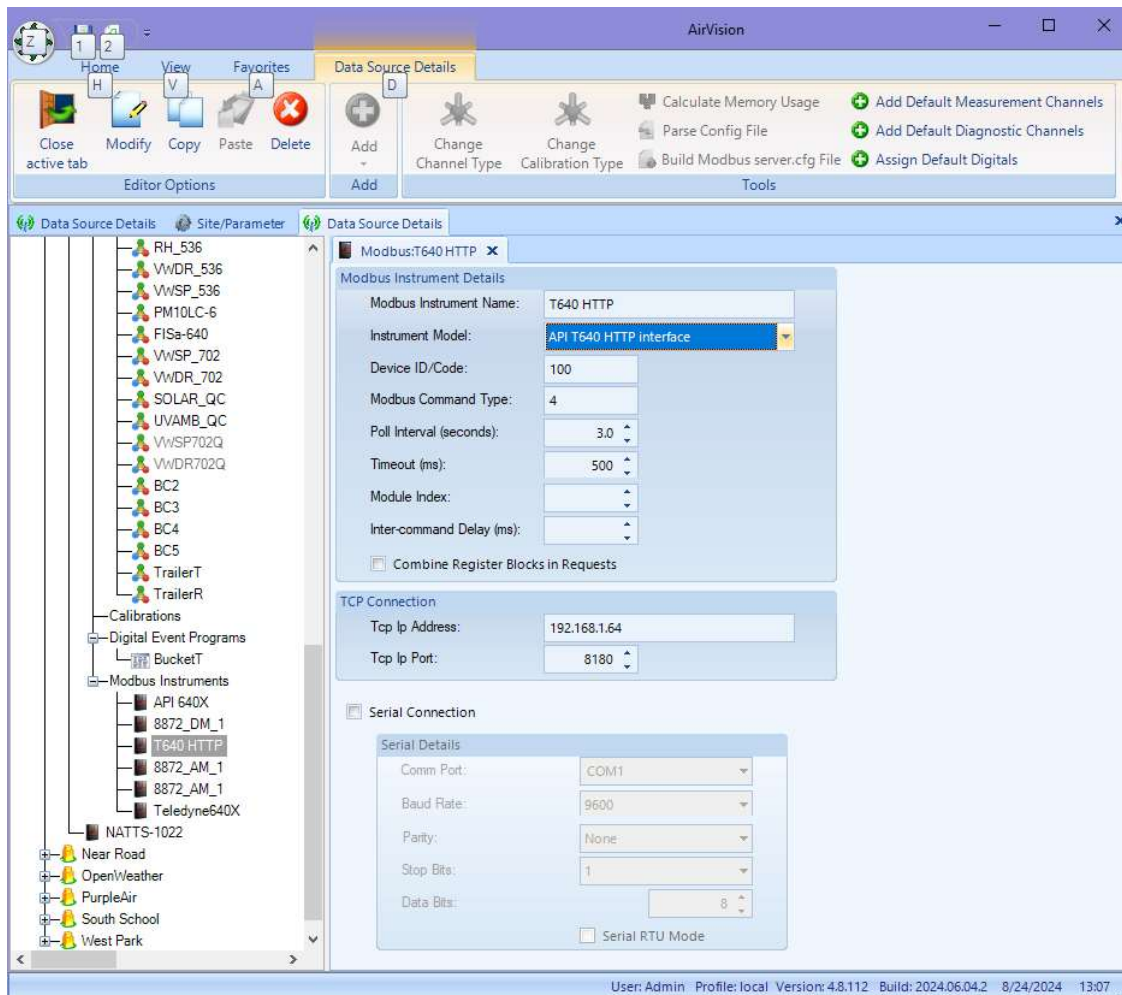 AirVision
Z
1
2
Home
View
Favorites
Data Source Details
H
V
A
D
Close active tab
Modify
Copy
Paste
Delete
Editor Options
Add
Add
Change Channel Type
Change Calibration Type
Calculate Memory Usage
Parse Config File
Build Modbus server.cfg File
Add Default Measurement Channels
Add Default Diagnostic Channels
Assign Default Digitals
Tools
Data Source Details
Site/Parameter
Data Source Details
RH_536
VWDR_536
VWSP_536
PM10LC-6
FISa-640
VWSP_702
VWDR_702
SOLAR_QC
UVAMB_QC
VWSP702Q
VWDR702Q
BC2
BC3
BC4
BC5
TrailerT
TrailerR
Calibrations
Digital Event Programs
BucketT
Modbus Instruments
API 640X
8872_DM_1
T640 HTTP
8872_AM_1
8872_AM_1
Teledyne640X
NATTS-1022
Near Road
OpenWeather
PurpleAir
South School
West Park
Modbus:T640 HTTP
Modbus Instrument Details
Modbus Instrument Name: T640 HTTP
Instrument Model: API T640 HTTP interface
Device ID/Code: 100
Modbus Command Type: 4
Poll Interval (seconds): 3.0
Timeout (ms): 500
Module Index:
Inter-command Delay (ms):
Combine Register Blocks in Requests
TCP Connection
Tcp Ip Address: 192.168.1.64
Tcp Ip Port: 8180
Serial Connection
Serial Details
Comm Port: COM1
Baud Rate: 9600
Parity: None
Stop Bits: 1
Data Bits: 8
Serial RTU Mode
User: Admin Profile: local Version: 4.8.112 Build: 2024.06.04.2 8/24/2024 13:07